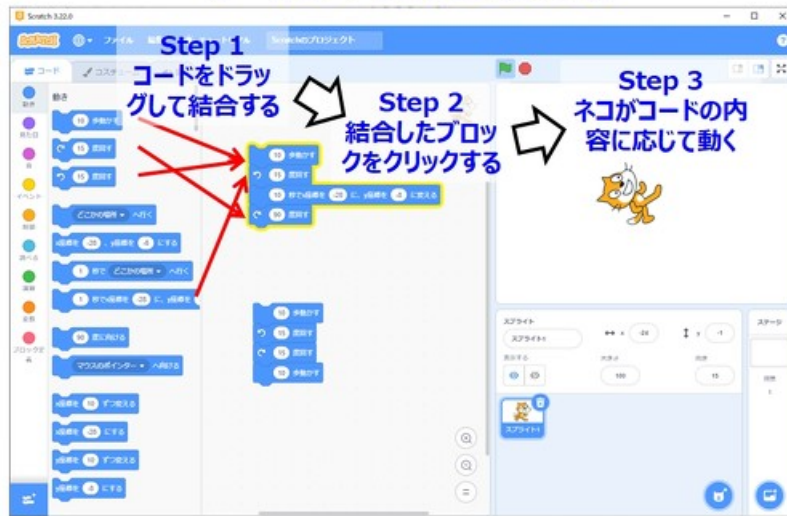 Scratch 3.22.0
SCRATCH
ファイル
Scratchのプロジェクト
Step 1
コードをドラッ
グして結合する
Step 2
結合したブロッ
クをクリックする
Step 3
ネコがコードの内
容に応じて動く
コード
動き
動き
10 歩動かす
15 度回す
15 度回す
どこかの場所 へ行く
x座標を -28 、y座標を -8 にする
1 秒で どこかの場所 へ行く
1 秒でx座標を -28 に、y座標を
90 度に向ける
マウスのポインター へ向ける
x座標を 10 ずつ変える
x座標を -28 にする
y座標を 10 ずつ変える
y座標を -8 にする
見た目
音
イベント
制御
調べる
演算
変数
ブロック定
義
10 歩動かす
15 度回す
10 秒でx座標を -28 に、y座標を -8 に変える
90 度回す
10 歩動かす
15 度回す
15 度回す
10 歩動かす
スプライト
スプライト1
x
y
-1
表示する
大きさ
100
向き
15
スプライト1
ステージ
背景